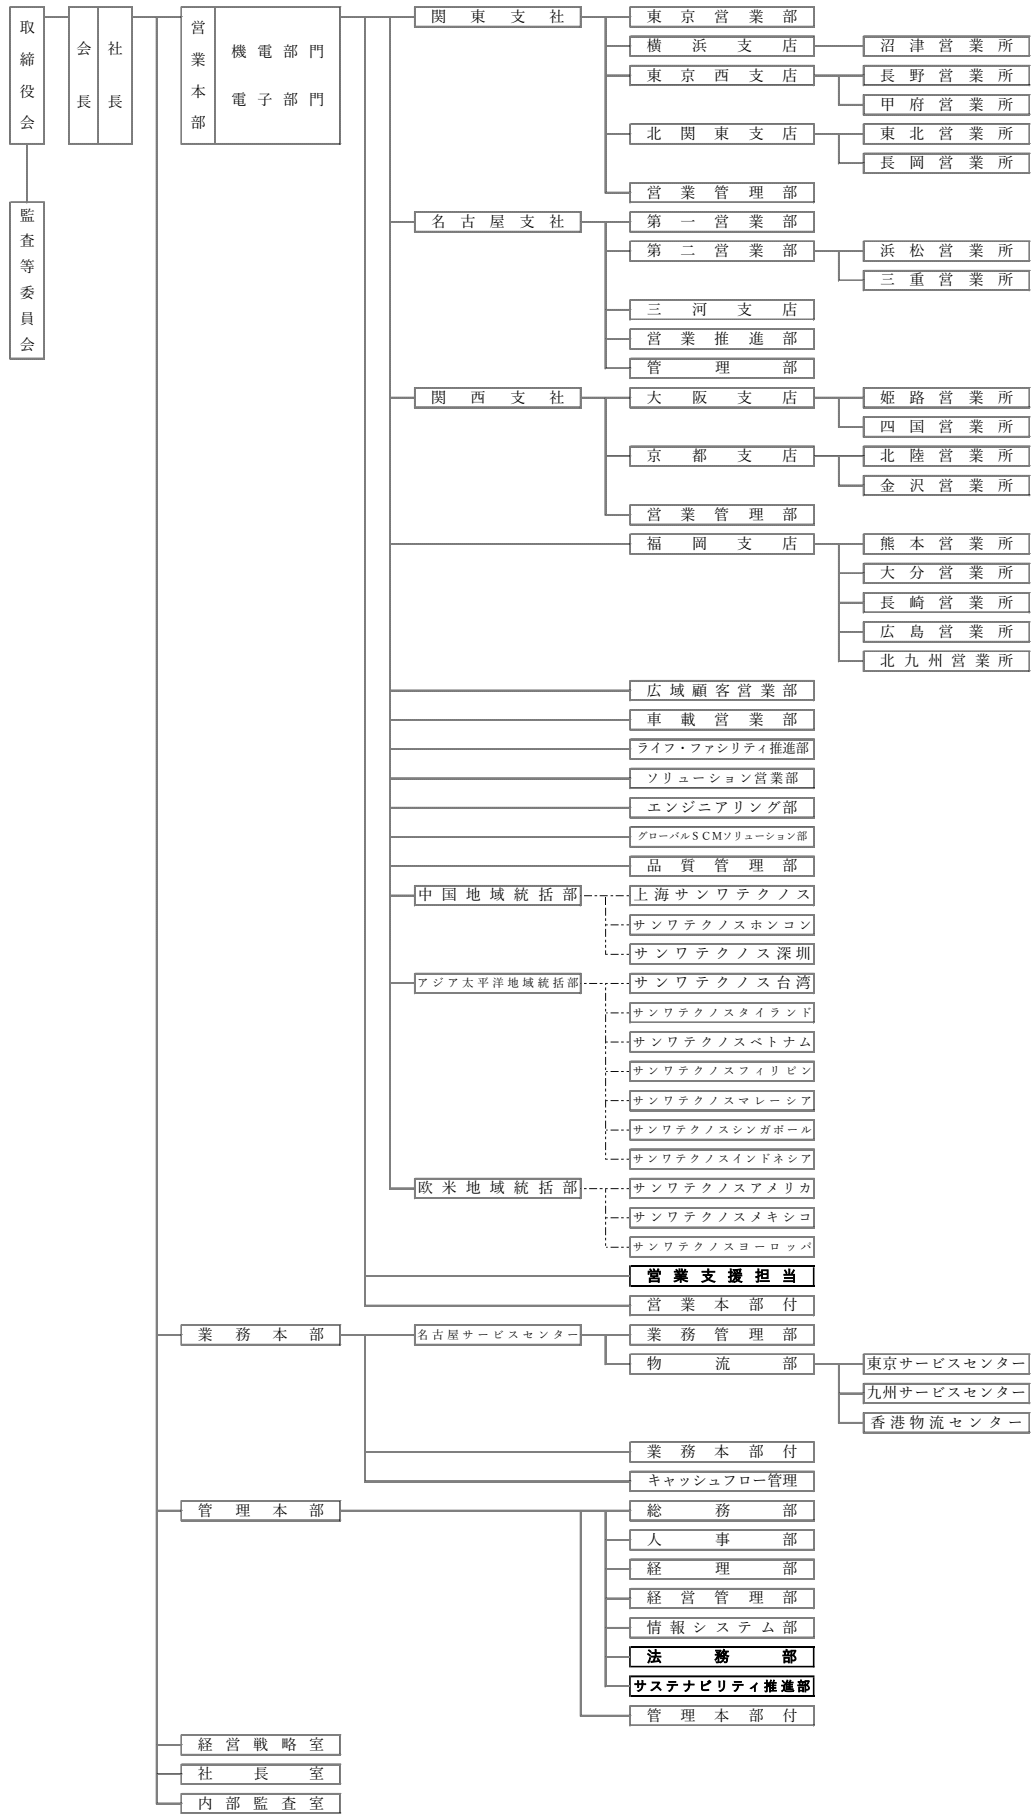 取締役会
監査等委員会
会長
社長
営業本部
機電部門
電子部門
関東支社
東京営業部
横浜支店
沼津営業所
東京西支店
長野営業所
甲府営業所
北関東支店
東北営業所
長岡営業所
営業管理部
名古屋支社
第一営業部
第二営業部
浜松営業所
三重営業所
三河支店
営業推進部
管理部
関西支社
大阪支店
姫路営業所
四国営業所
京都支店
北陸営業所
金沢営業所
営業管理部
福岡支店
熊本営業所
大分営業所
長崎営業所
広島営業所
北九州営業所
広域顧客営業部
車載営業部
ライフ・ファシリティ推進部
ソリューション営業部
エンジニアリング部
グローバルSCMソリューション部
品質管理部
中国地域統括部
上海サンワテクノス
サンワテクノスホンコン
サンワテクノス深圳
アジア太平洋地域統括部
サンワテクノス台湾
サンワテクノスタイランド
サンワテクノスベトナム
サンワテクノスフィリピン
サンワテクノスマレーシア
サンワテクノスシンガポール
サンワテクノスインドネシア
欧米地域統括部
サンワテクノスアメリカ
サンワテクノスメキシコ
サンワテクノスヨーロッパ
営業支援担当
営業本部付
業務本部
名古屋サービスセンター
業務管理部
物流部
東京サービスセンター
九州サービスセンター
香港物流センター
業務本部付
キャッシュフロー管理
管理本部
総務部
人事部
経理部
経営管理部
情報システム部
法務部
サステナビリティ推進部
管理本部付
経営戦略室
社長室
内部監査室